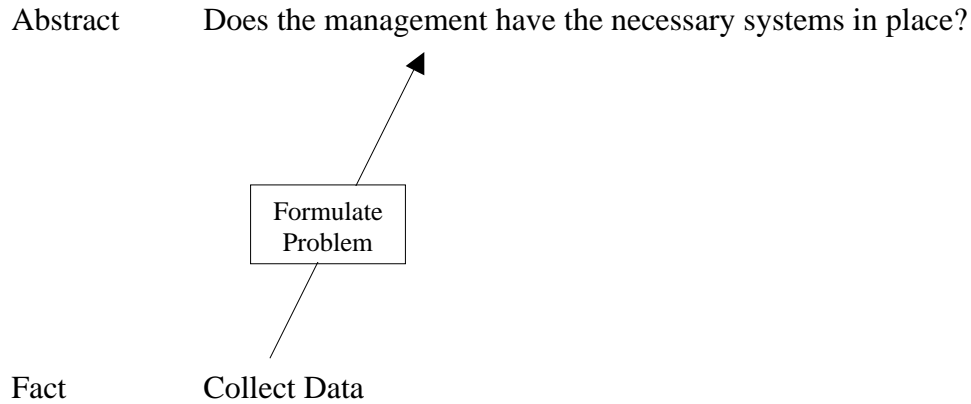 Abstract Does the management have the necessary systems in place?
Formulate
Problem
Fact Collect Data